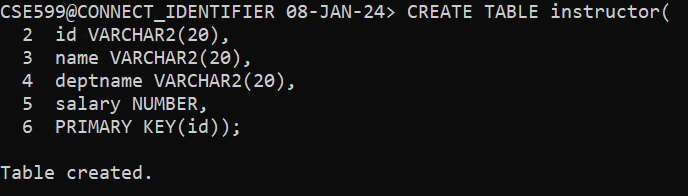 CSE599@CONNECT_IDENTIFIER 08-JAN-24> CREATE TABLE instructor(
  2  id VARCHAR2(20),
  3  name VARCHAR2(20),
  4  deptname VARCHAR2(20),
  5  salary NUMBER,
  6  PRIMARY KEY(id));
Table created.